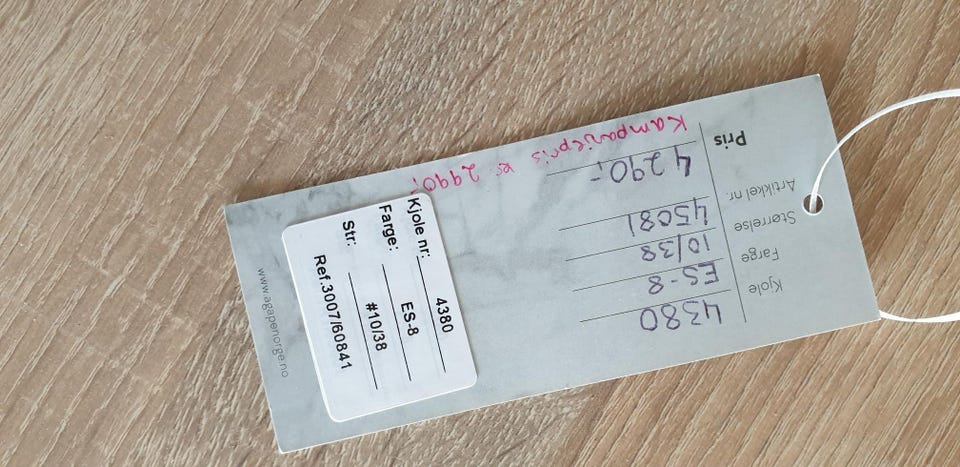 Kjole 4380
Farge ES-8
Størrelse 10/38
Artikkel nr. 45081
Pris 4290,-
Kampanjepris kr 2990,-
Kjole nr: 4380
Farge: ES-8
Str: #10/38
Ref.3007/60841
www.agapenorge.no